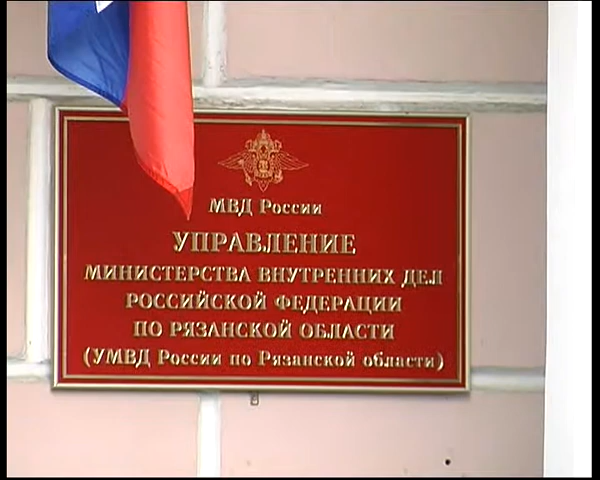 МВД России
УПРАВЛЕНИЕ
МИНИСТЕРСТВА ВНУТРЕННИХ ДЕЛ
РОССИЙСКОЙ ФЕДЕРАЦИИ
ПО РЯЗАНСКОЙ ОБЛАСТИ
(УМВД России по Рязанской области)